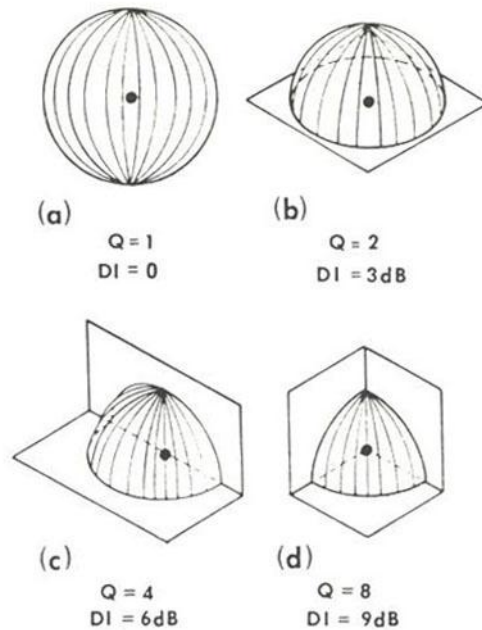 (a)
Q = 1
DI = 0
(b)
Q = 2
DI = 3dB
(c)
Q = 4
DI = 6dB
(d)
Q = 8
DI = 9dB